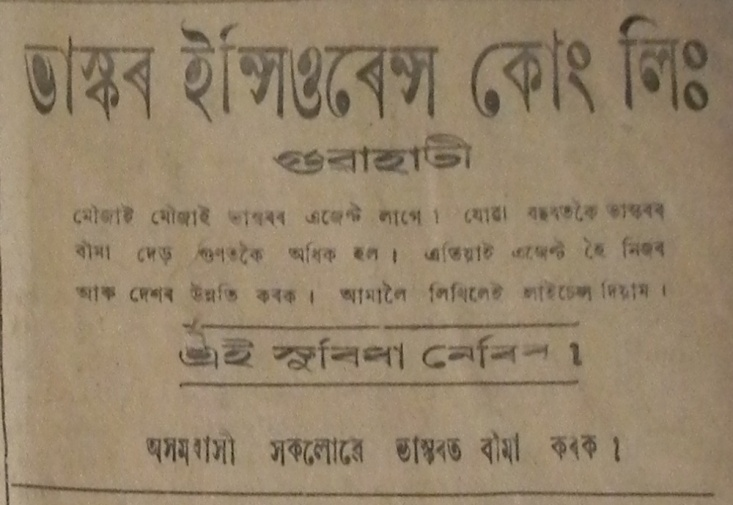 ভাস্কৰ ইন্সিওৰেন্স কোং লিঃ
গুৱাহাটী
মৌজাই মৌজাই ভাস্কৰৰ এজেন্ট লাগে। যোৱা বছৰতকৈ ভাস্কৰৰ
বীমা দেড় গুণতকৈ অধিক হল। এতিয়াই এজেন্ট হৈ নিজৰ
আৰু দেশৰ উন্নতি কৰক। আমালৈ লিখিলেই লাইচেন্স দিয়াম।
এই সুবিধা নেৰিব।
অসমবাসী সকলোৱে ভাস্কৰত বীমা কৰক।